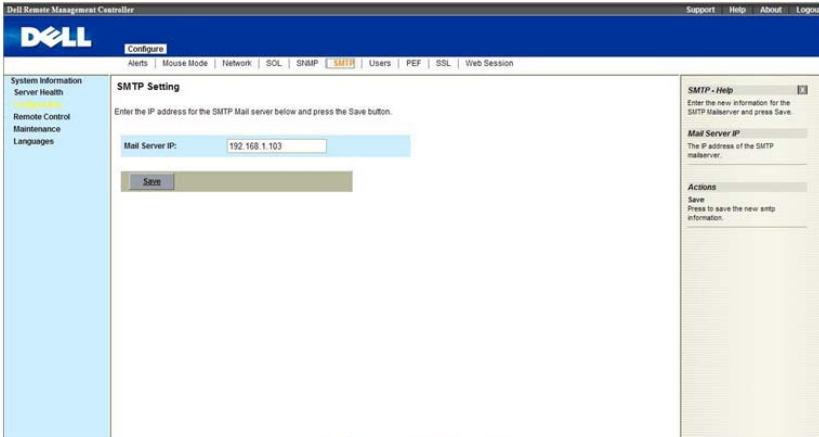 Dell Remote Management Controller
Support Help About Logou
DELL
Configure
Alerts | Mouse Mode | Network | SOL | SNMP | SMTP | Users | PEF | SSL | Web Session
System Information
Server Health
Remote Control
Maintenance
Languages
SMTP Setting
Enter the IP address for the SMTP Mail server below and press the Save button.
Mail Server IP: 192.168.1.103
Save
SMTP - Help
Enter the new information for the
SMTP Mailserver and press Save.
Mail Server IP
The IP address of the SMTP
mailserver.
Actions
Save
Press to save the new smtp
information.